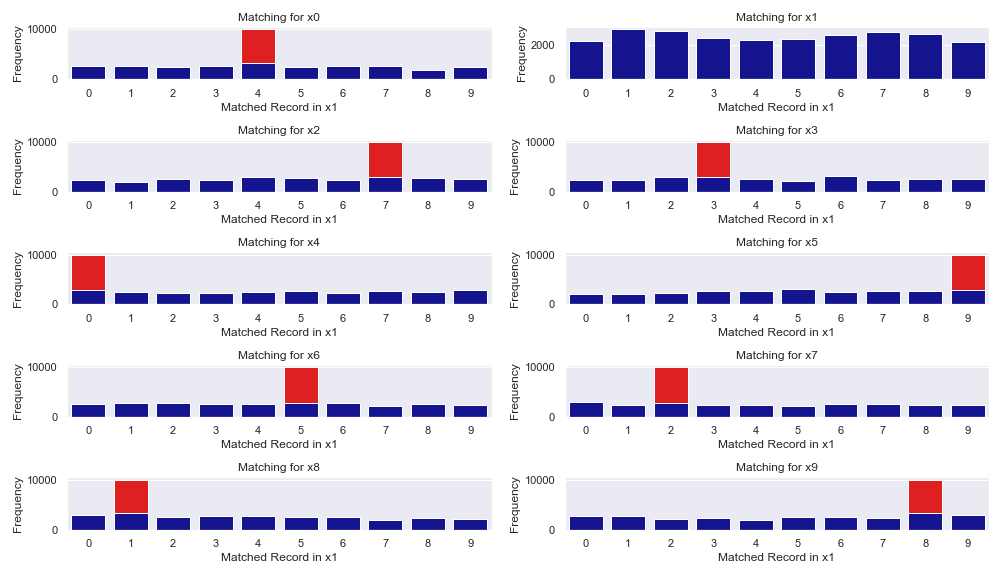 Matching for x0
Frequency
10000
0
0 1 2 3 4 5 6 7 8 9
Matched Record in x1
Matching for x1
Frequency
2000
0
0 1 2 3 4 5 6 7 8 9
Matched Record in x1
Matching for x2
Frequency
10000
0
0 1 2 3 4 5 6 7 8 9
Matched Record in x1
Matching for x3
Frequency
10000
0
0 1 2 3 4 5 6 7 8 9
Matched Record in x1
Matching for x4
Frequency
10000
0
0 1 2 3 4 5 6 7 8 9
Matched Record in x1
Matching for x5
Frequency
10000
0
0 1 2 3 4 5 6 7 8 9
Matched Record in x1
Matching for x6
Frequency
10000
0
0 1 2 3 4 5 6 7 8 9
Matched Record in x1
Matching for x7
Frequency
10000
0
0 1 2 3 4 5 6 7 8 9
Matched Record in x1
Matching for x8
Frequency
10000
0
0 1 2 3 4 5 6 7 8 9
Matched Record in x1
Matching for x9
Frequency
10000
0
0 1 2 3 4 5 6 7 8 9
Matched Record in x1